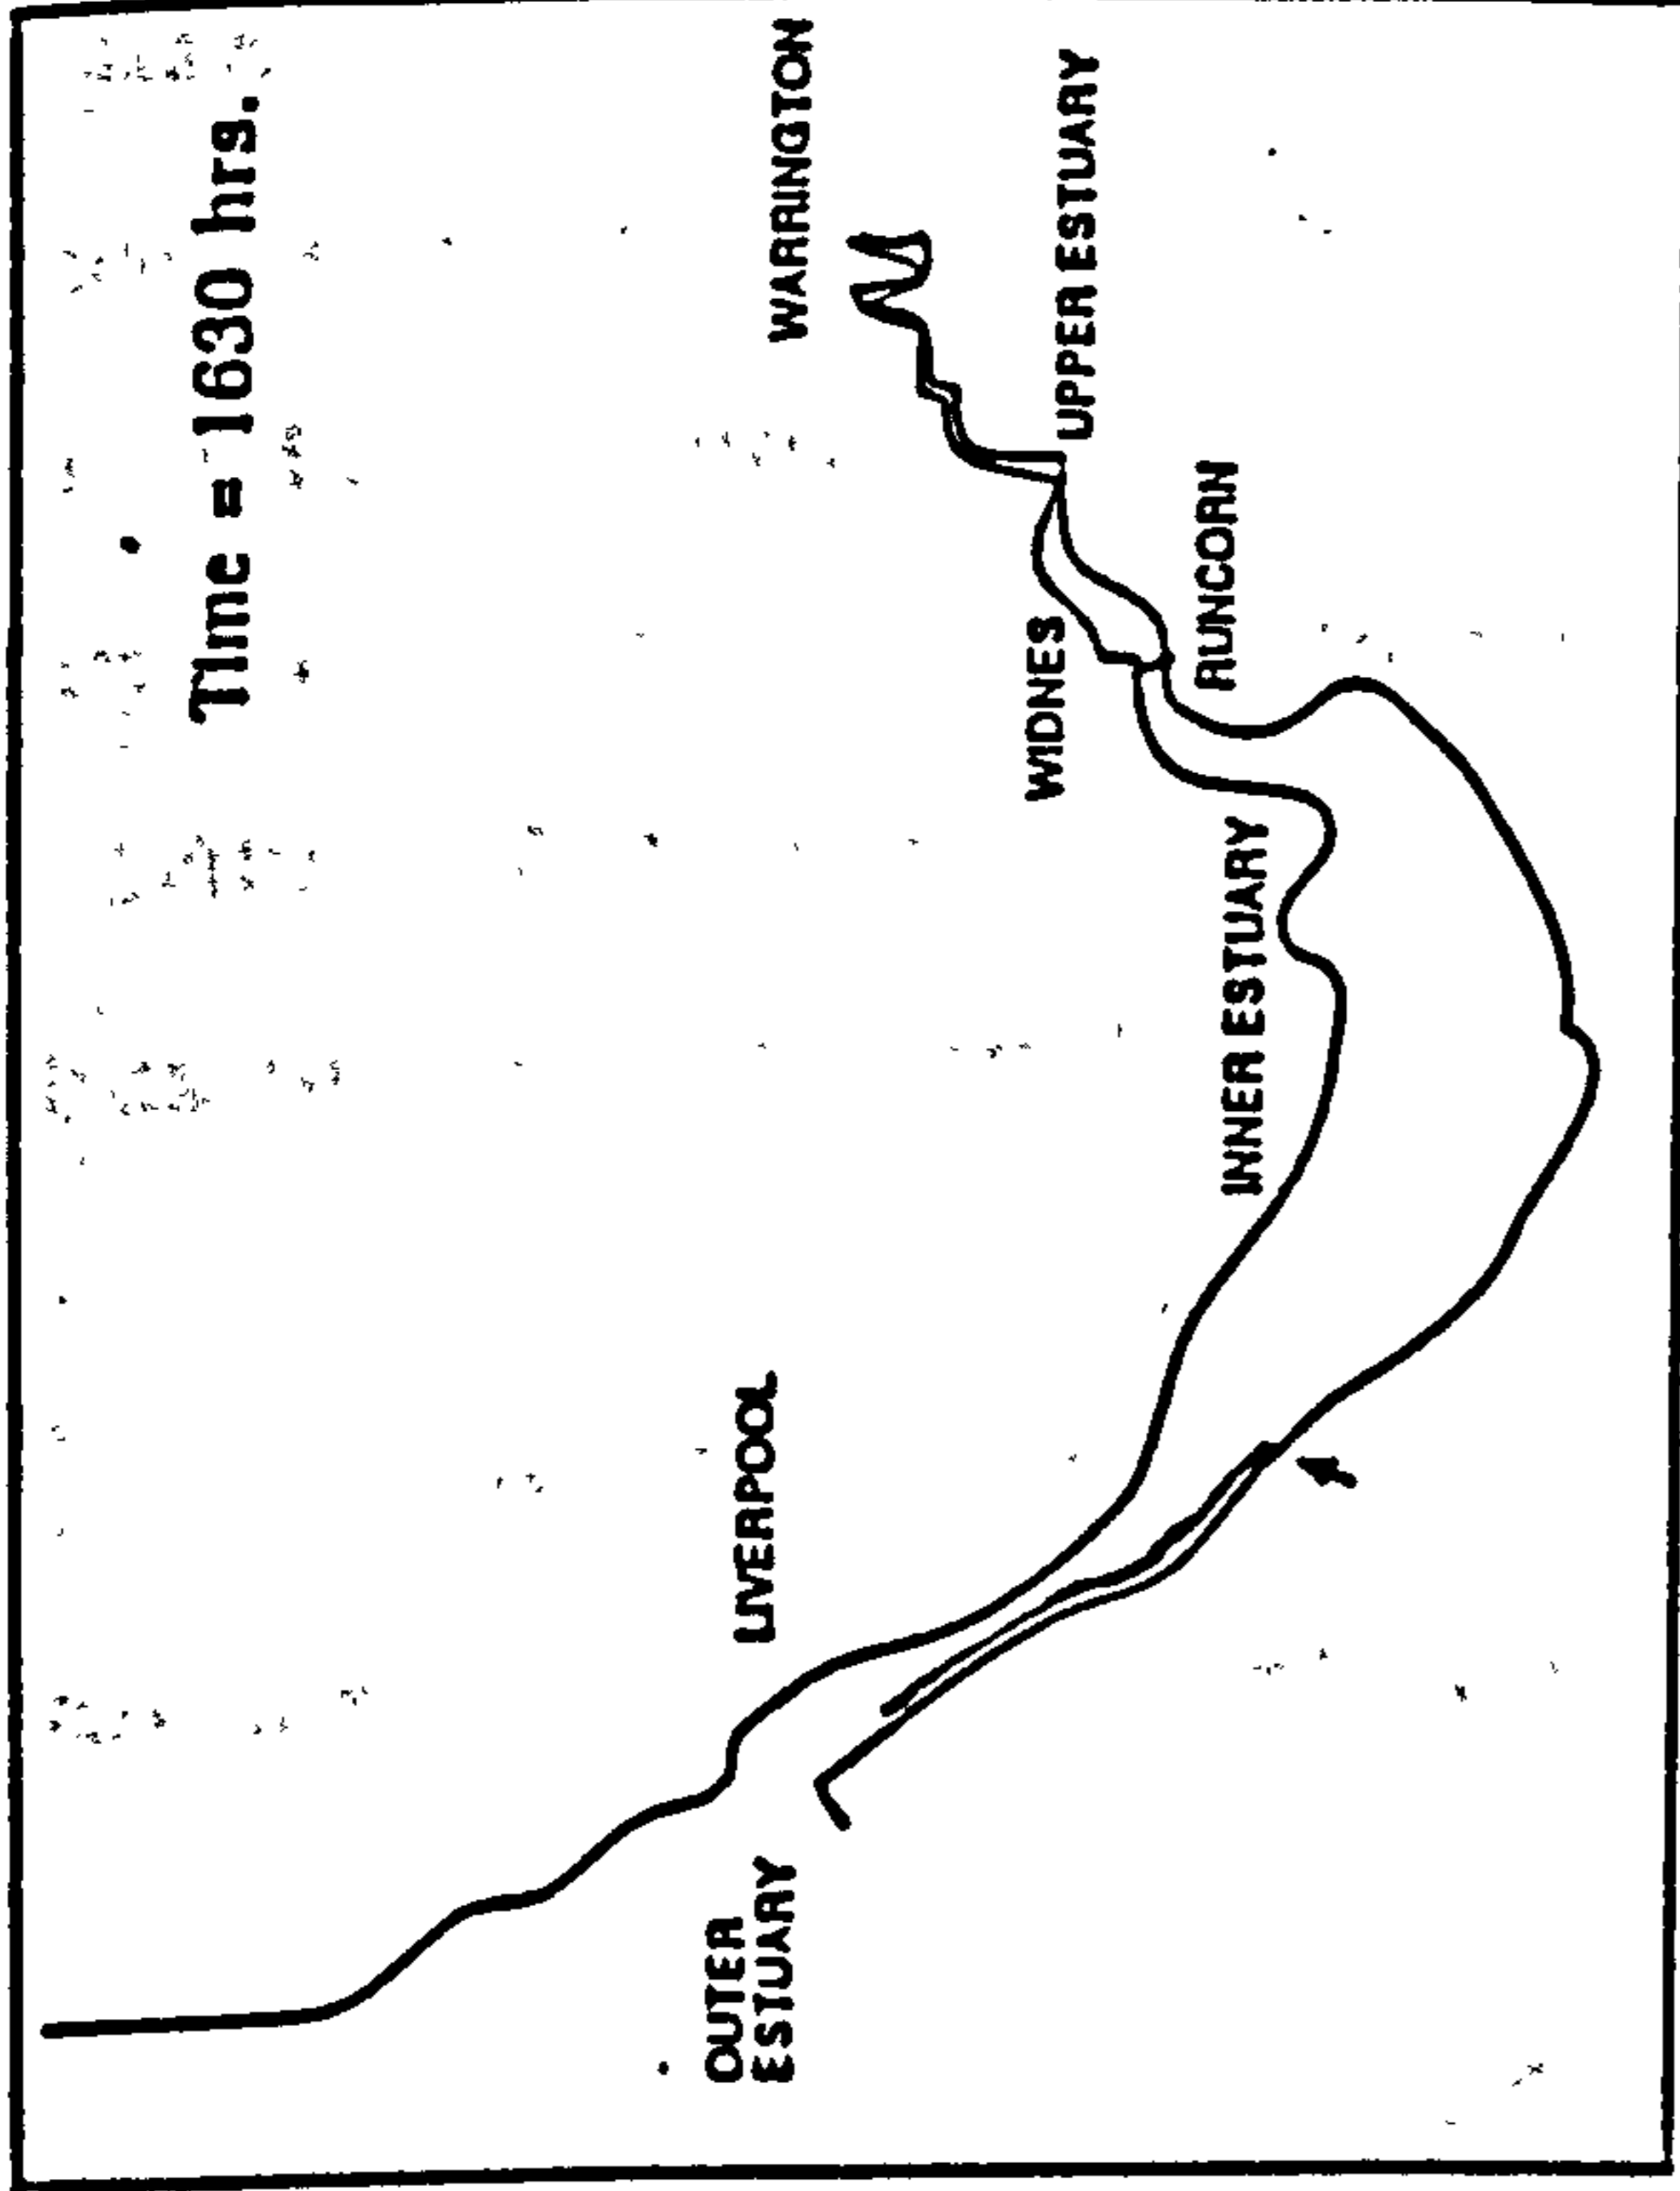 Time = 1630 hrs.
WARRINGTON
UPPER ESTUARY
WIDNES
RUNCORN
INNER ESTUARY
LIVERPOOL
OUTER
ESTUARY